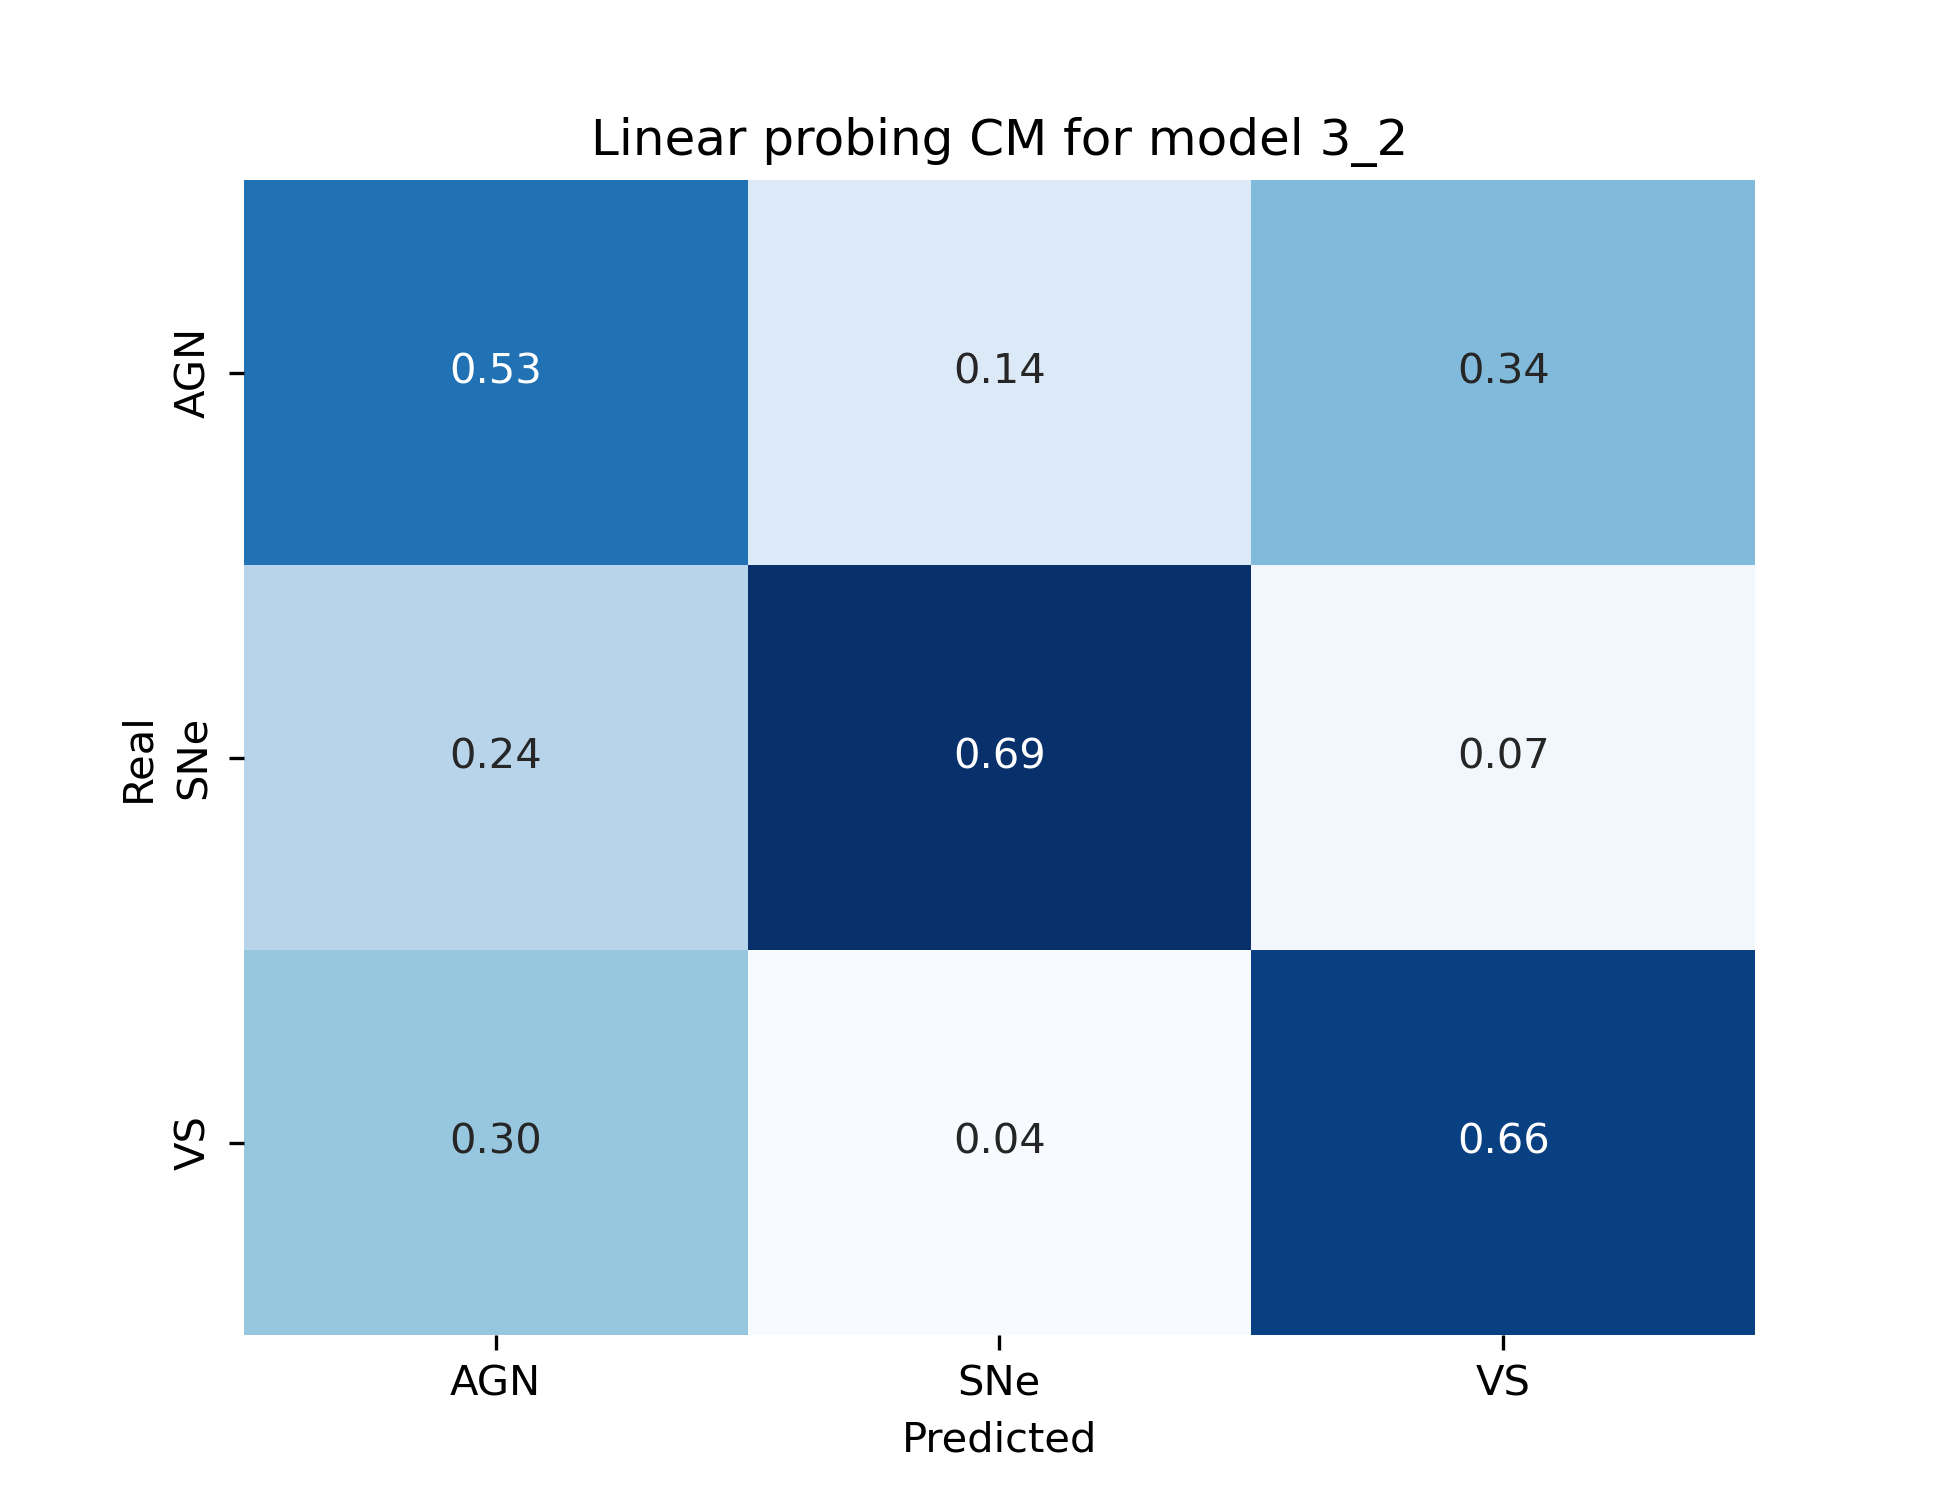 Linear probing CM for model 3_2
AGN
0.53
0.14
0.34
Real
SNe
0.24
0.69
0.07
VS
0.30
0.04
0.66
AGN
SNe
VS
Predicted